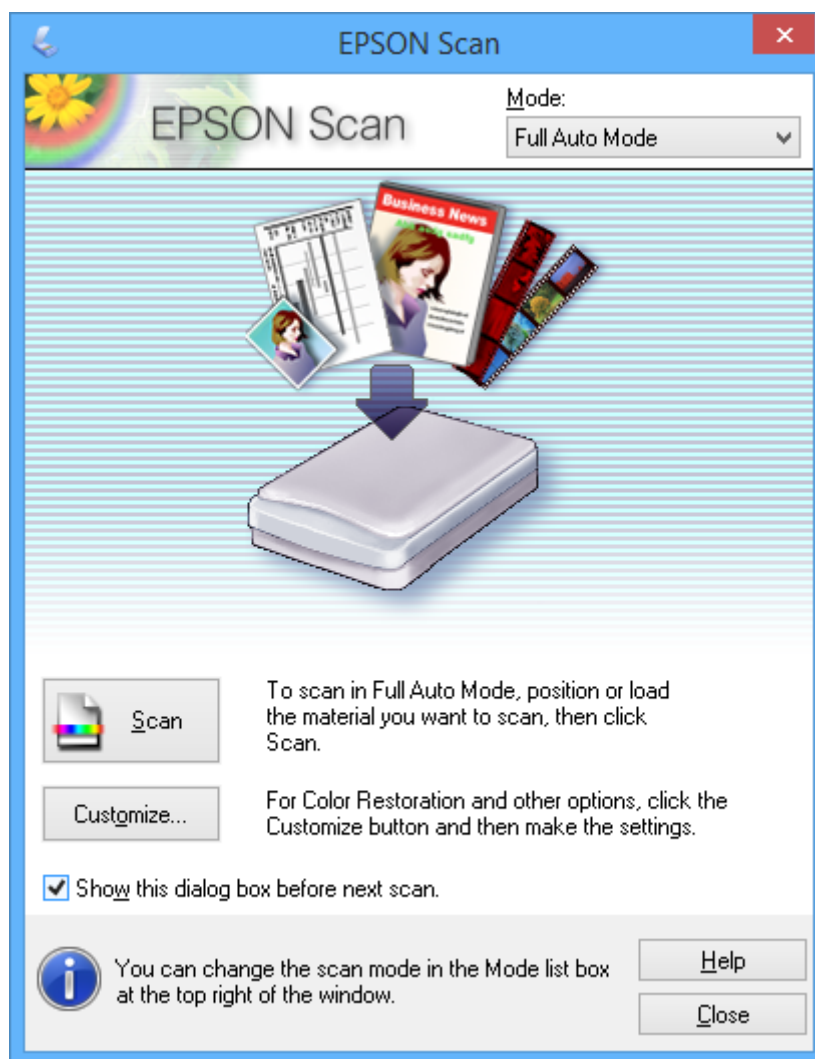 EPSON Scan
EPSON Scan
Mode:
Full Auto Mode
Business News
Scan
To scan in Full Auto Mode, position or load
the material you want to scan, then click
Scan.
Customize...
For Color Restoration and other options, click the
Customize button and then make the settings.
Show this dialog box before next scan.
You can change the scan mode in the Mode list box
at the top right of the window.
Help
Close